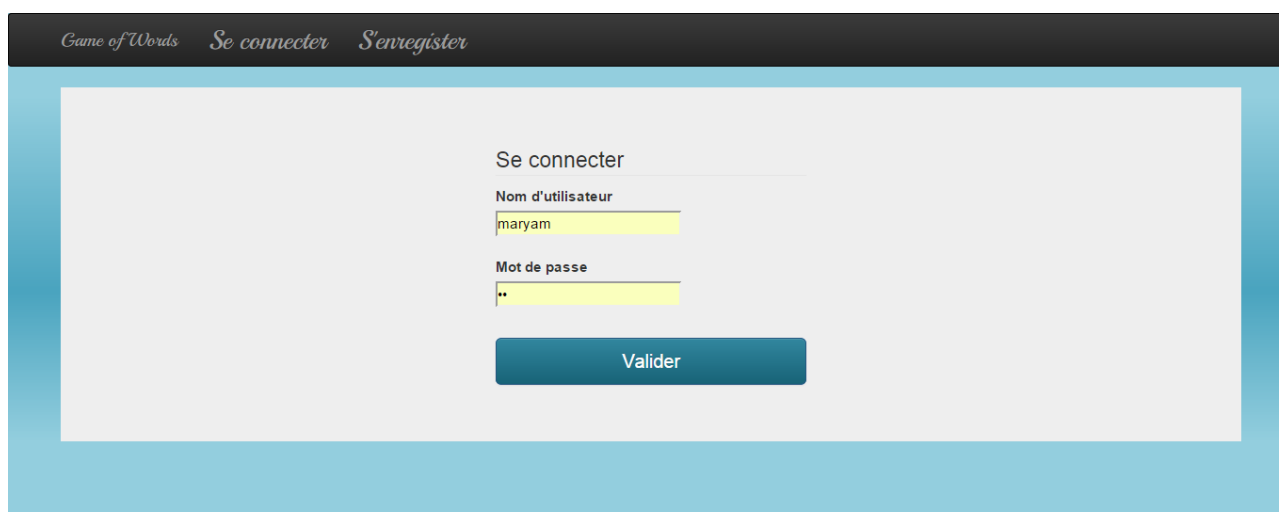 Game of Words Se connecter S'enregister
Se connecter
Nom d'utilisateur
maryam
Mot de passe
••
Valider